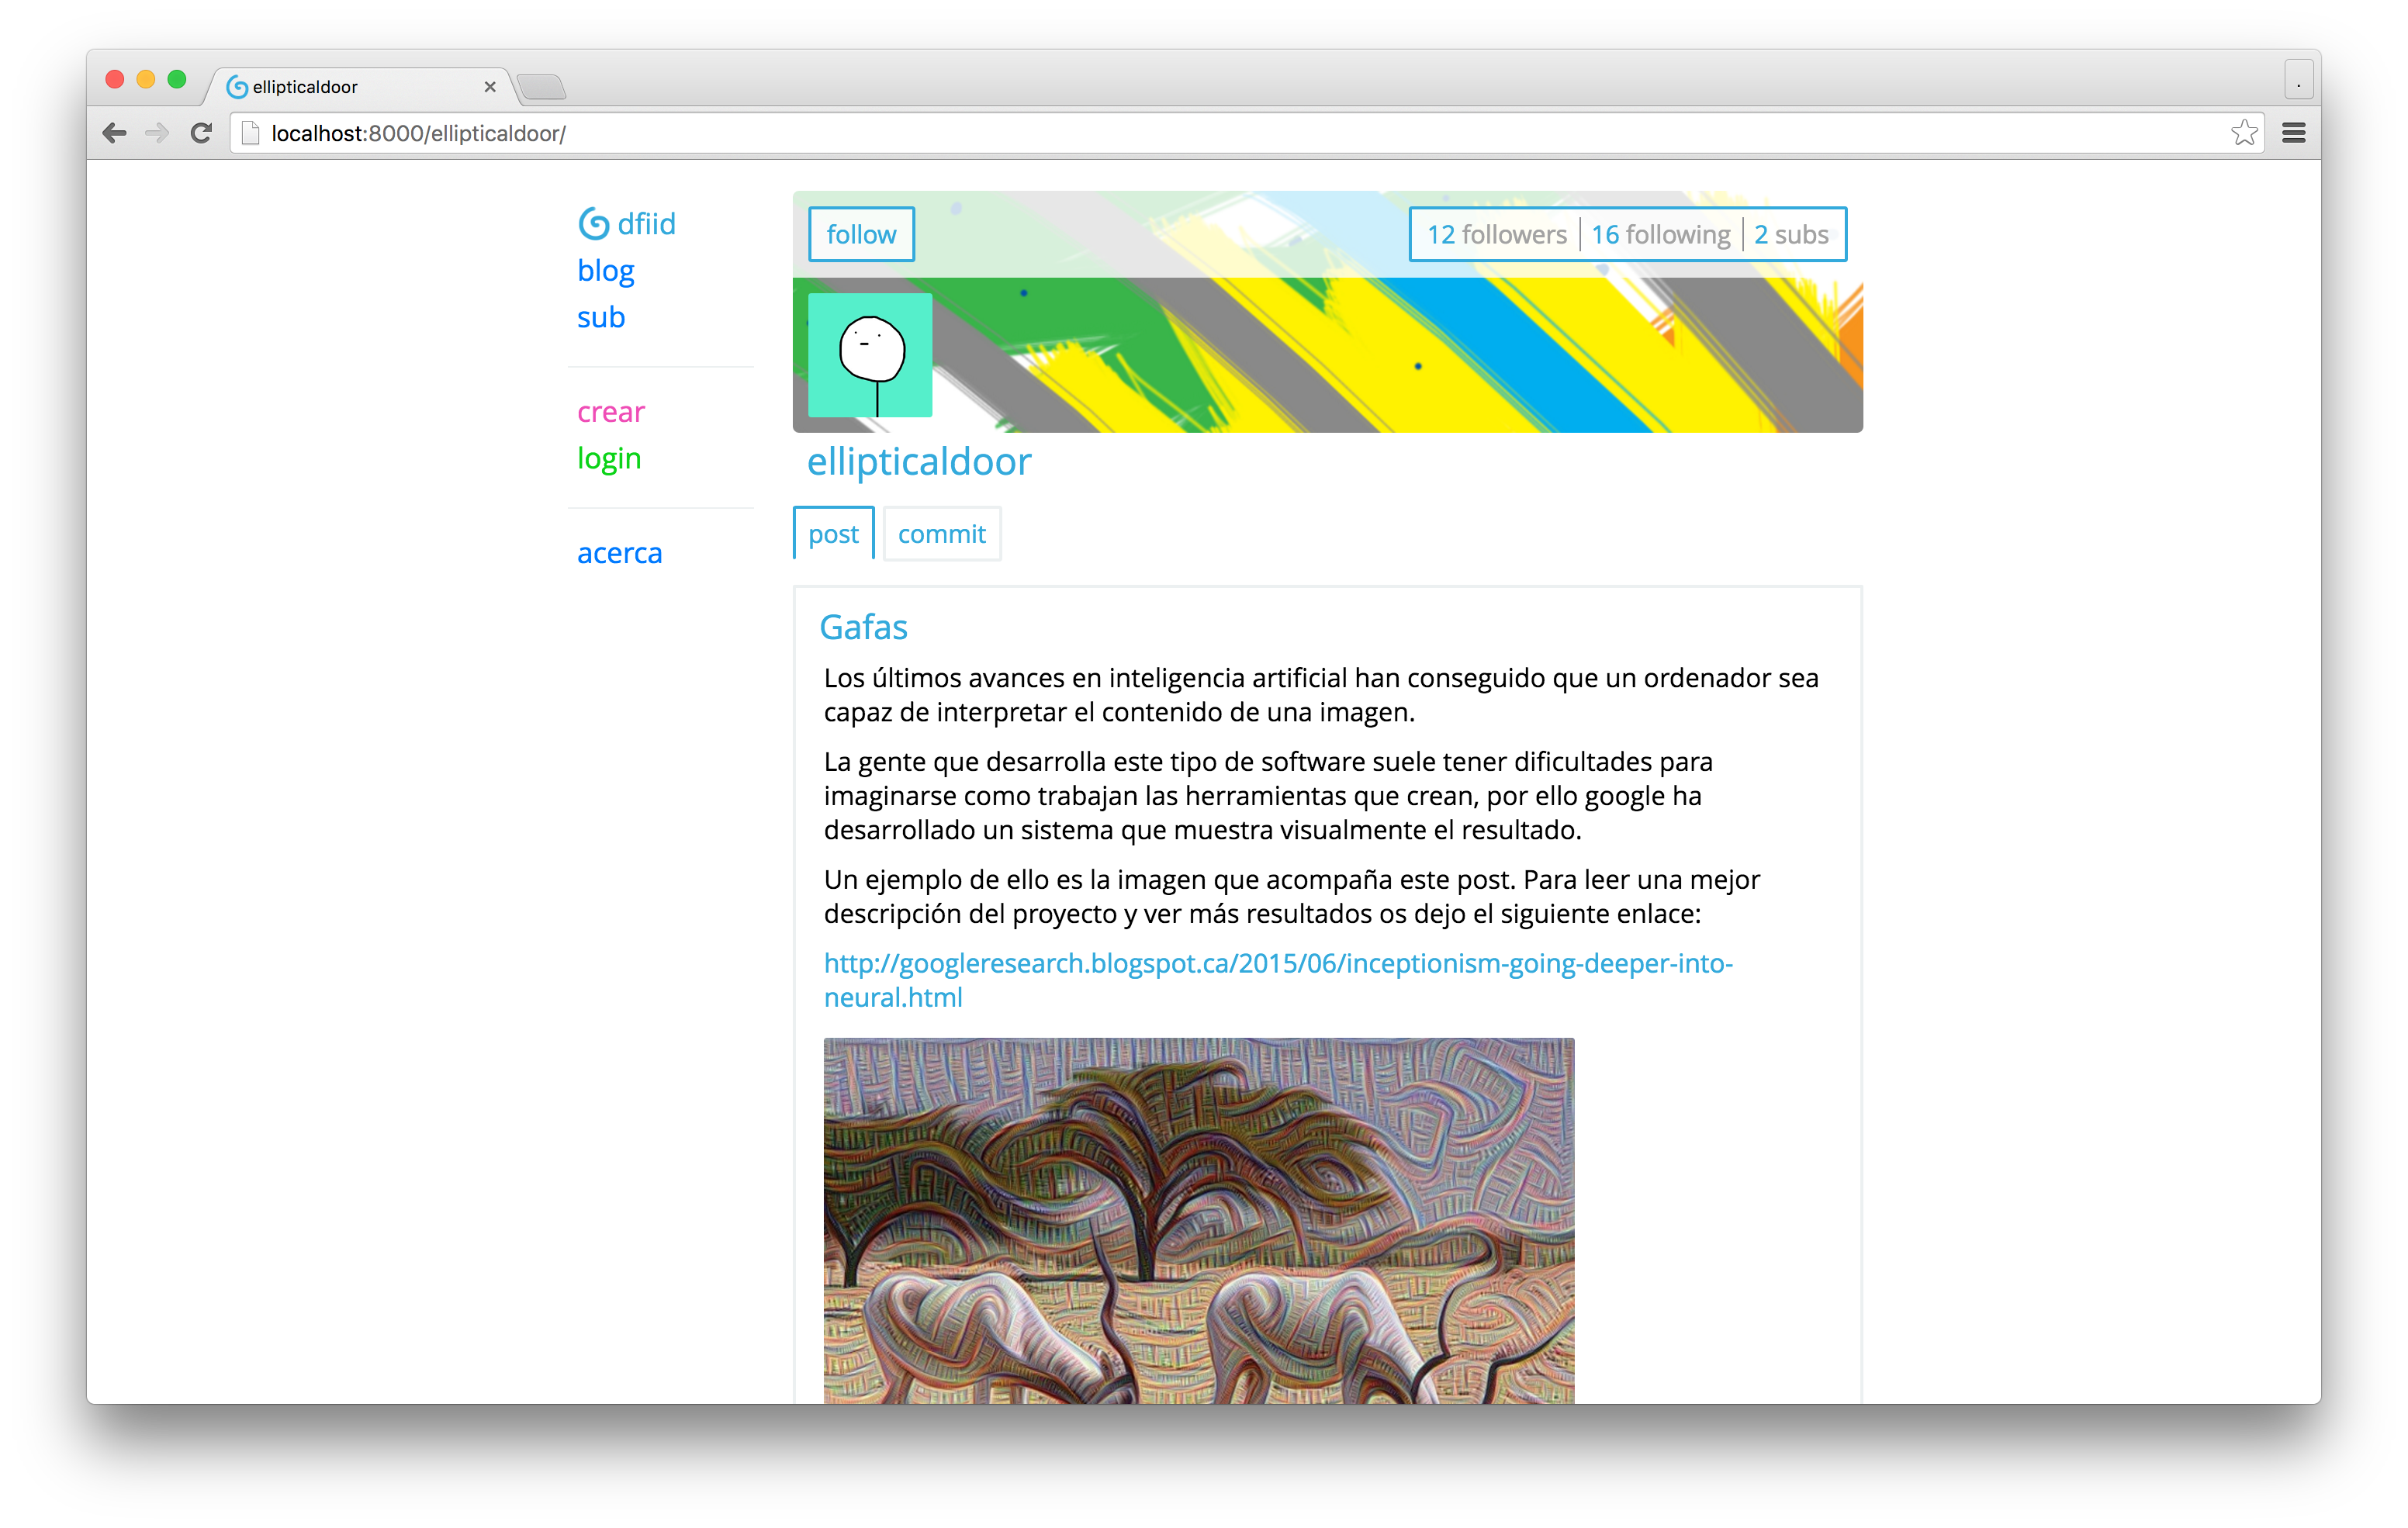 ellipticaldoor
localhost:8000/ellipticaldoor/
dfiid
blog
sub
crear
login
acerca
follow
12 followers 16 following 2 subs
ellipticaldoor
post commit
Gafas
Los últimos avances en inteligencia artificial han conseguido que un ordenador sea
capaz de interpretar el contenido de una imagen.
La gente que desarrolla este tipo de software suele tener dificultades para
imaginarse como trabajan las herramientas que crean, por ello google ha
desarrollado un sistema que muestra visualmente el resultado.
Un ejemplo de ello es la imagen que acompaña este post. Para leer una mejor
descripción del proyecto y ver más resultados os dejo el siguiente enlace:
http://googleresearch.blogspot.ca/2015/06/inceptionism-going-deeper-into-
neural.html